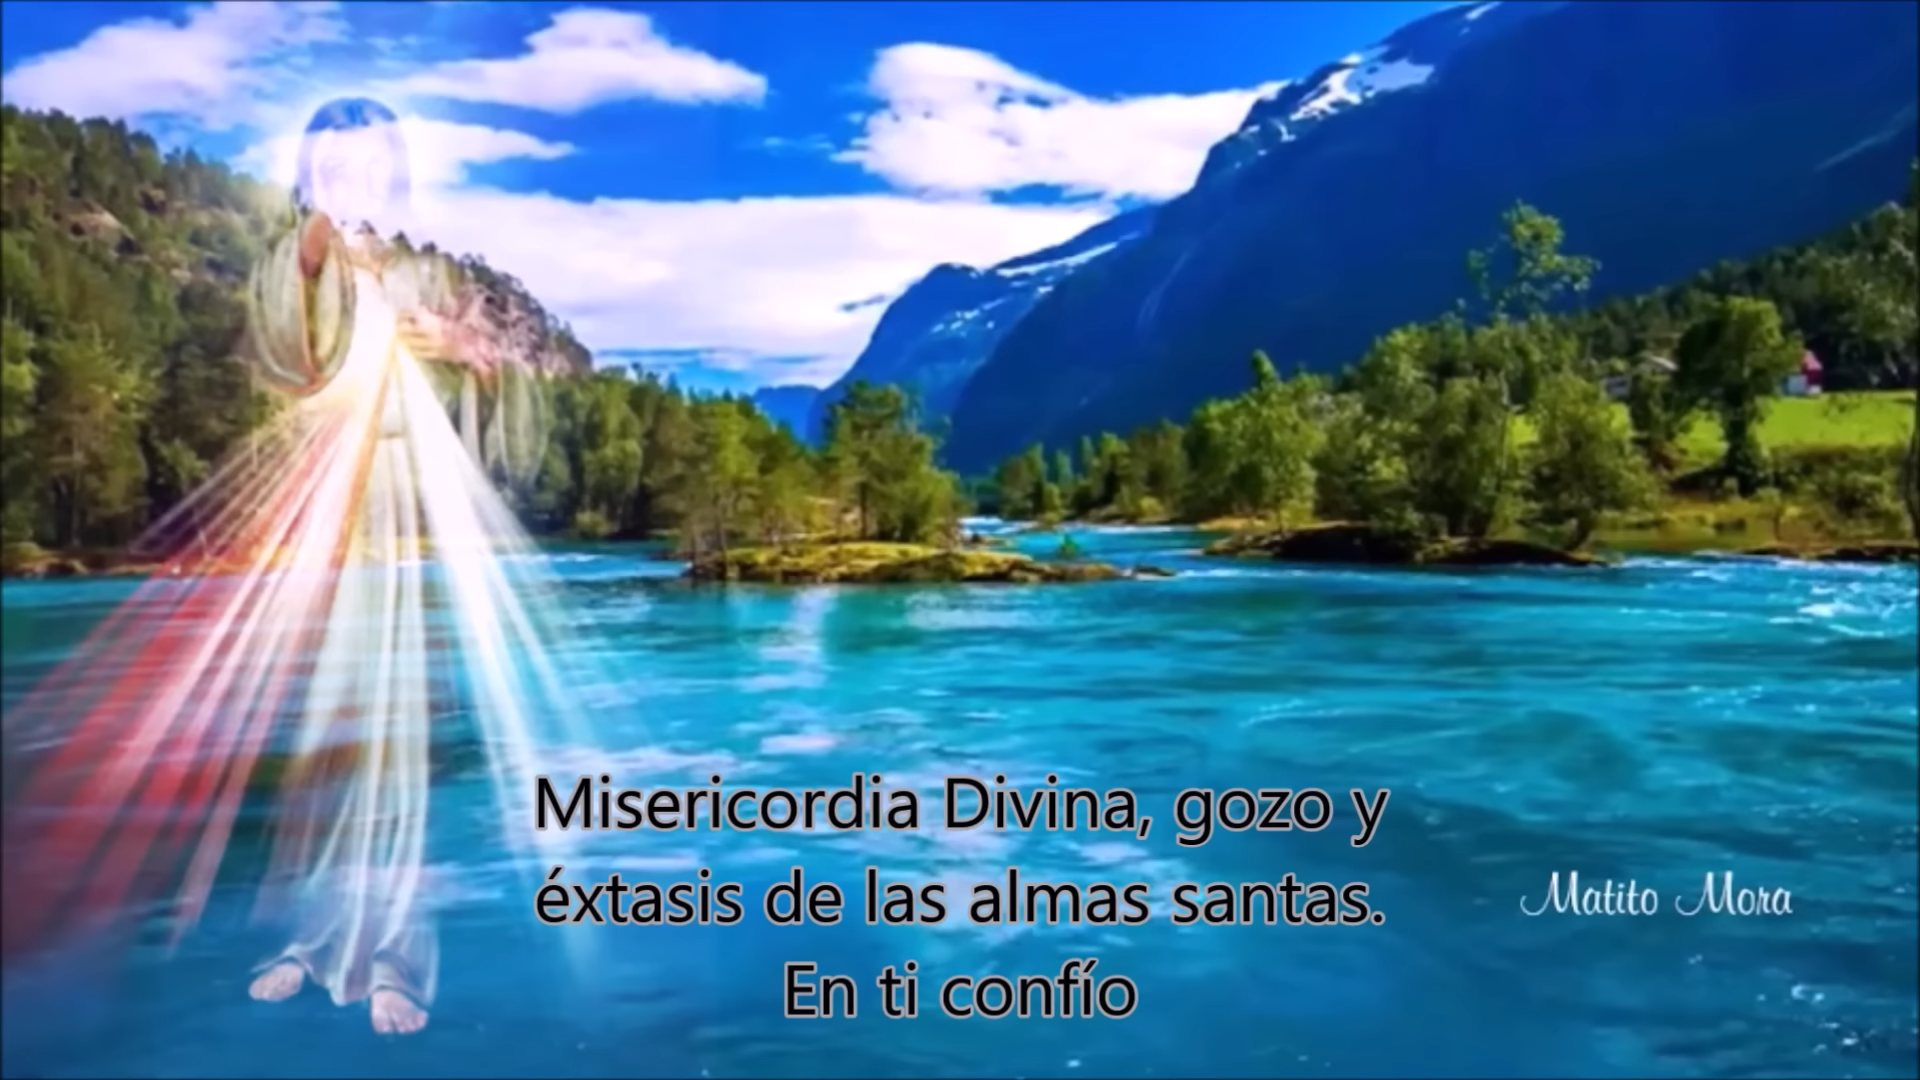 Misericordia Divina, gozo y
éxtasis de las almas santas.
En ti confío
Matito Mora